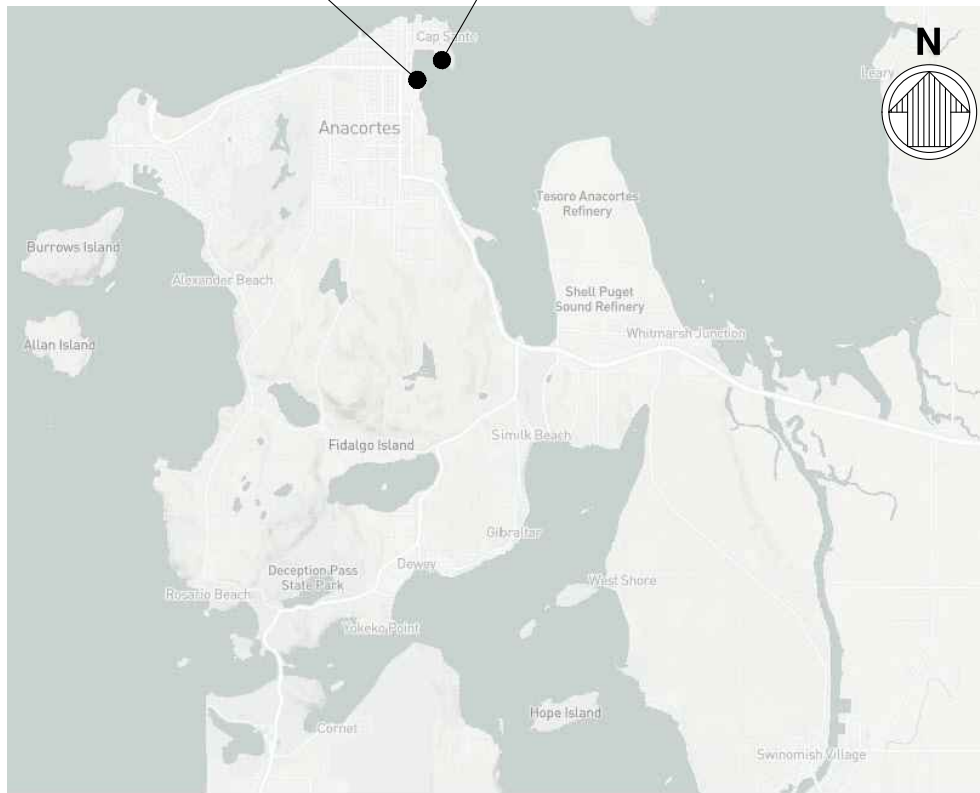 Cap Sante
N
Leary
Anacortes
Tesoro Anacortes
Refinery
Burrows Island
Alexander Beach
Shell Puget
Sound Refinery
Whitmarsh Junction
Allan Island
Similk Beach
Fidalgo Island
Gibraltar
Dewey
Deception Pass
State Park
West Shore
Rosario Beach
Yokeko Point
Hope Island
Cornet
Swinomish Village